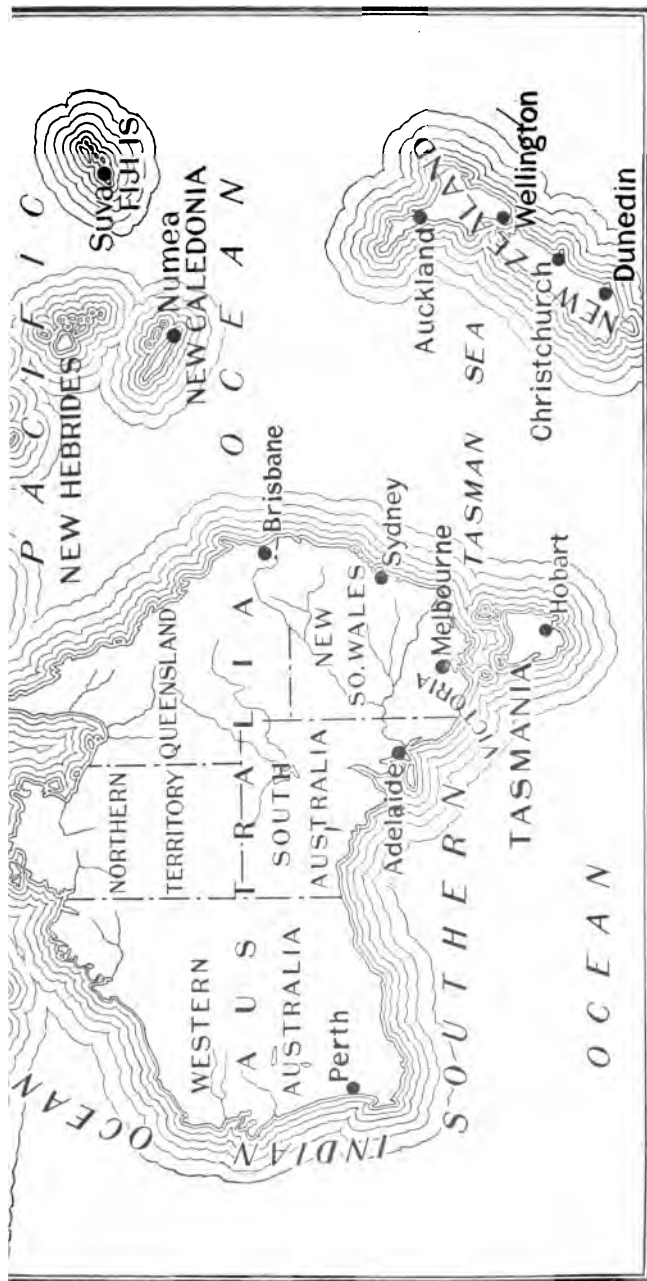 PACIFIC
OCEAN
NEW HEBRIDES
Suva
FIJI IS
Numea
NEW CALEDONIA
INDIAN OCEAN
NORTHERN
TERRITORY
QUEENSLAND
WESTERN
AUSTRALIA
AUSTRALIA
SOUTH
AUSTRALIA
Brisbane
NEW
SO. WALES
Perth
Adelaide
Sydney
VICTORIA
Melbourne
TASMAN SEA
Auckland
NEW ZEALAND
Wellington
Christchurch
Dunedin
SOUTHERN
OCEAN
TASMANIA
Hobart